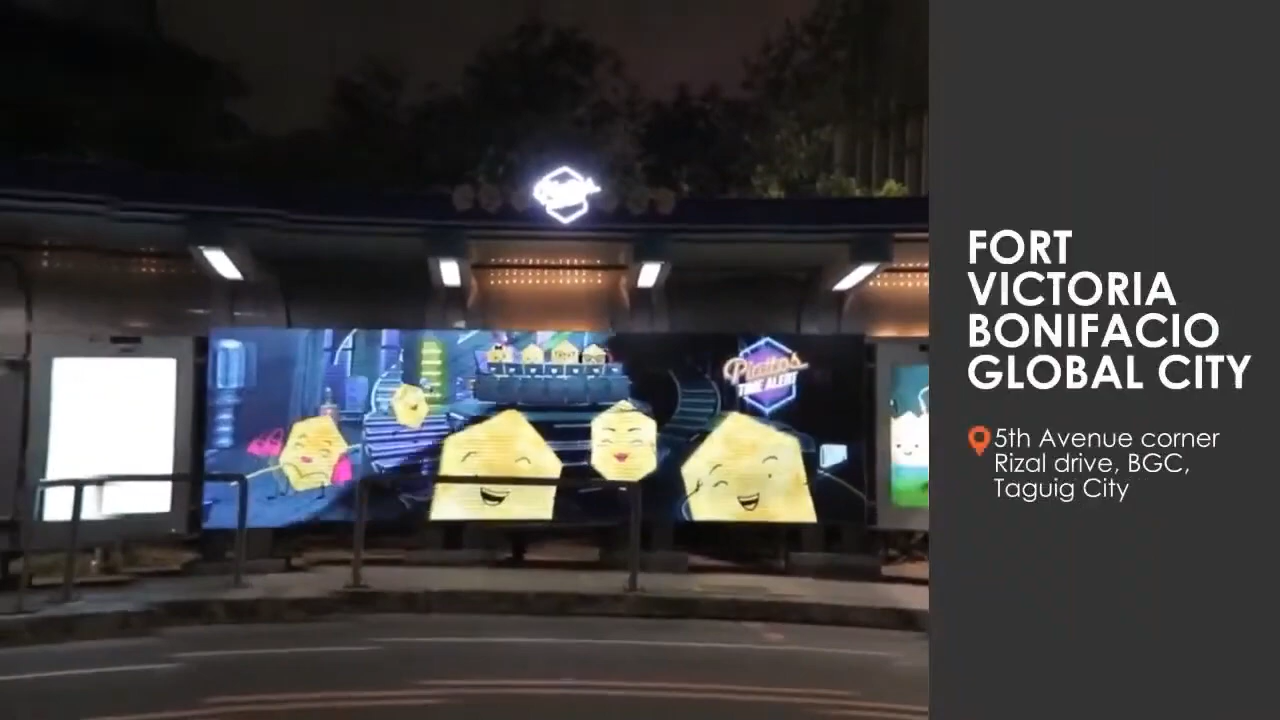 Piattos
TIME ALERT
FORT
VICTORIA
BONIFACIO
GLOBAL CITY
5th Avenue corner
Rizal drive, BGC,
Taguig City